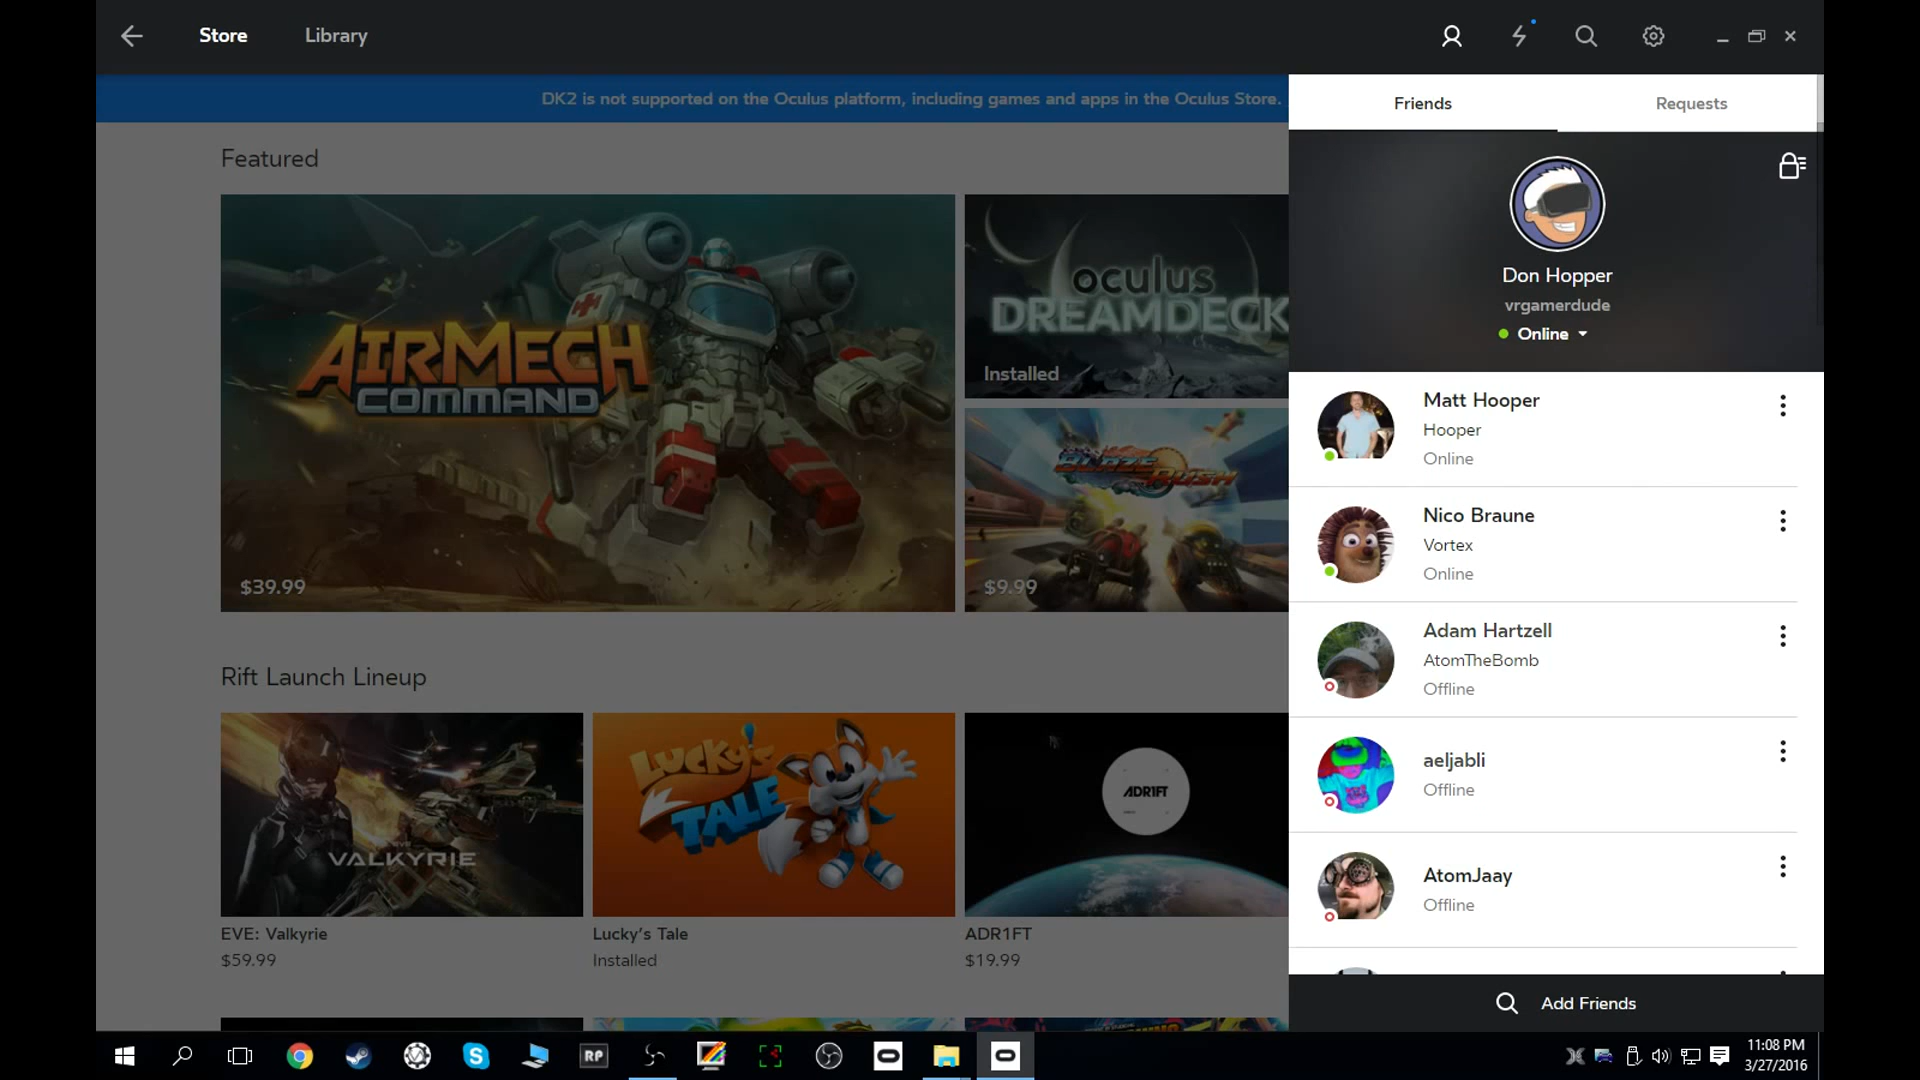 Store
Library
DK2 is not supported on the Oculus platform, including games and apps in the Oculus Store.
Featured
AIRMECH
COMMAND
$39.99
oculus
DREAMDECK
Installed
BLAZE RUSH
$9.99
Rift Launch Lineup
VALKYRIE
LUCKY'S
TALE
ADR1FT
EVE: Valkyrie
$59.99
Lucky's Tale
Installed
ADR1FT
$19.99
Friends
Requests
Don Hopper
vrgamerdude
Online
Matt Hooper
Hooper
Online
Nico Braune
Vortex
Online
Adam Hartzell
AtomTheBomb
Offline
aeljabli
Offline
AtomJaay
Offline
Add Friends
RP
11:08 PM
3/27/2016